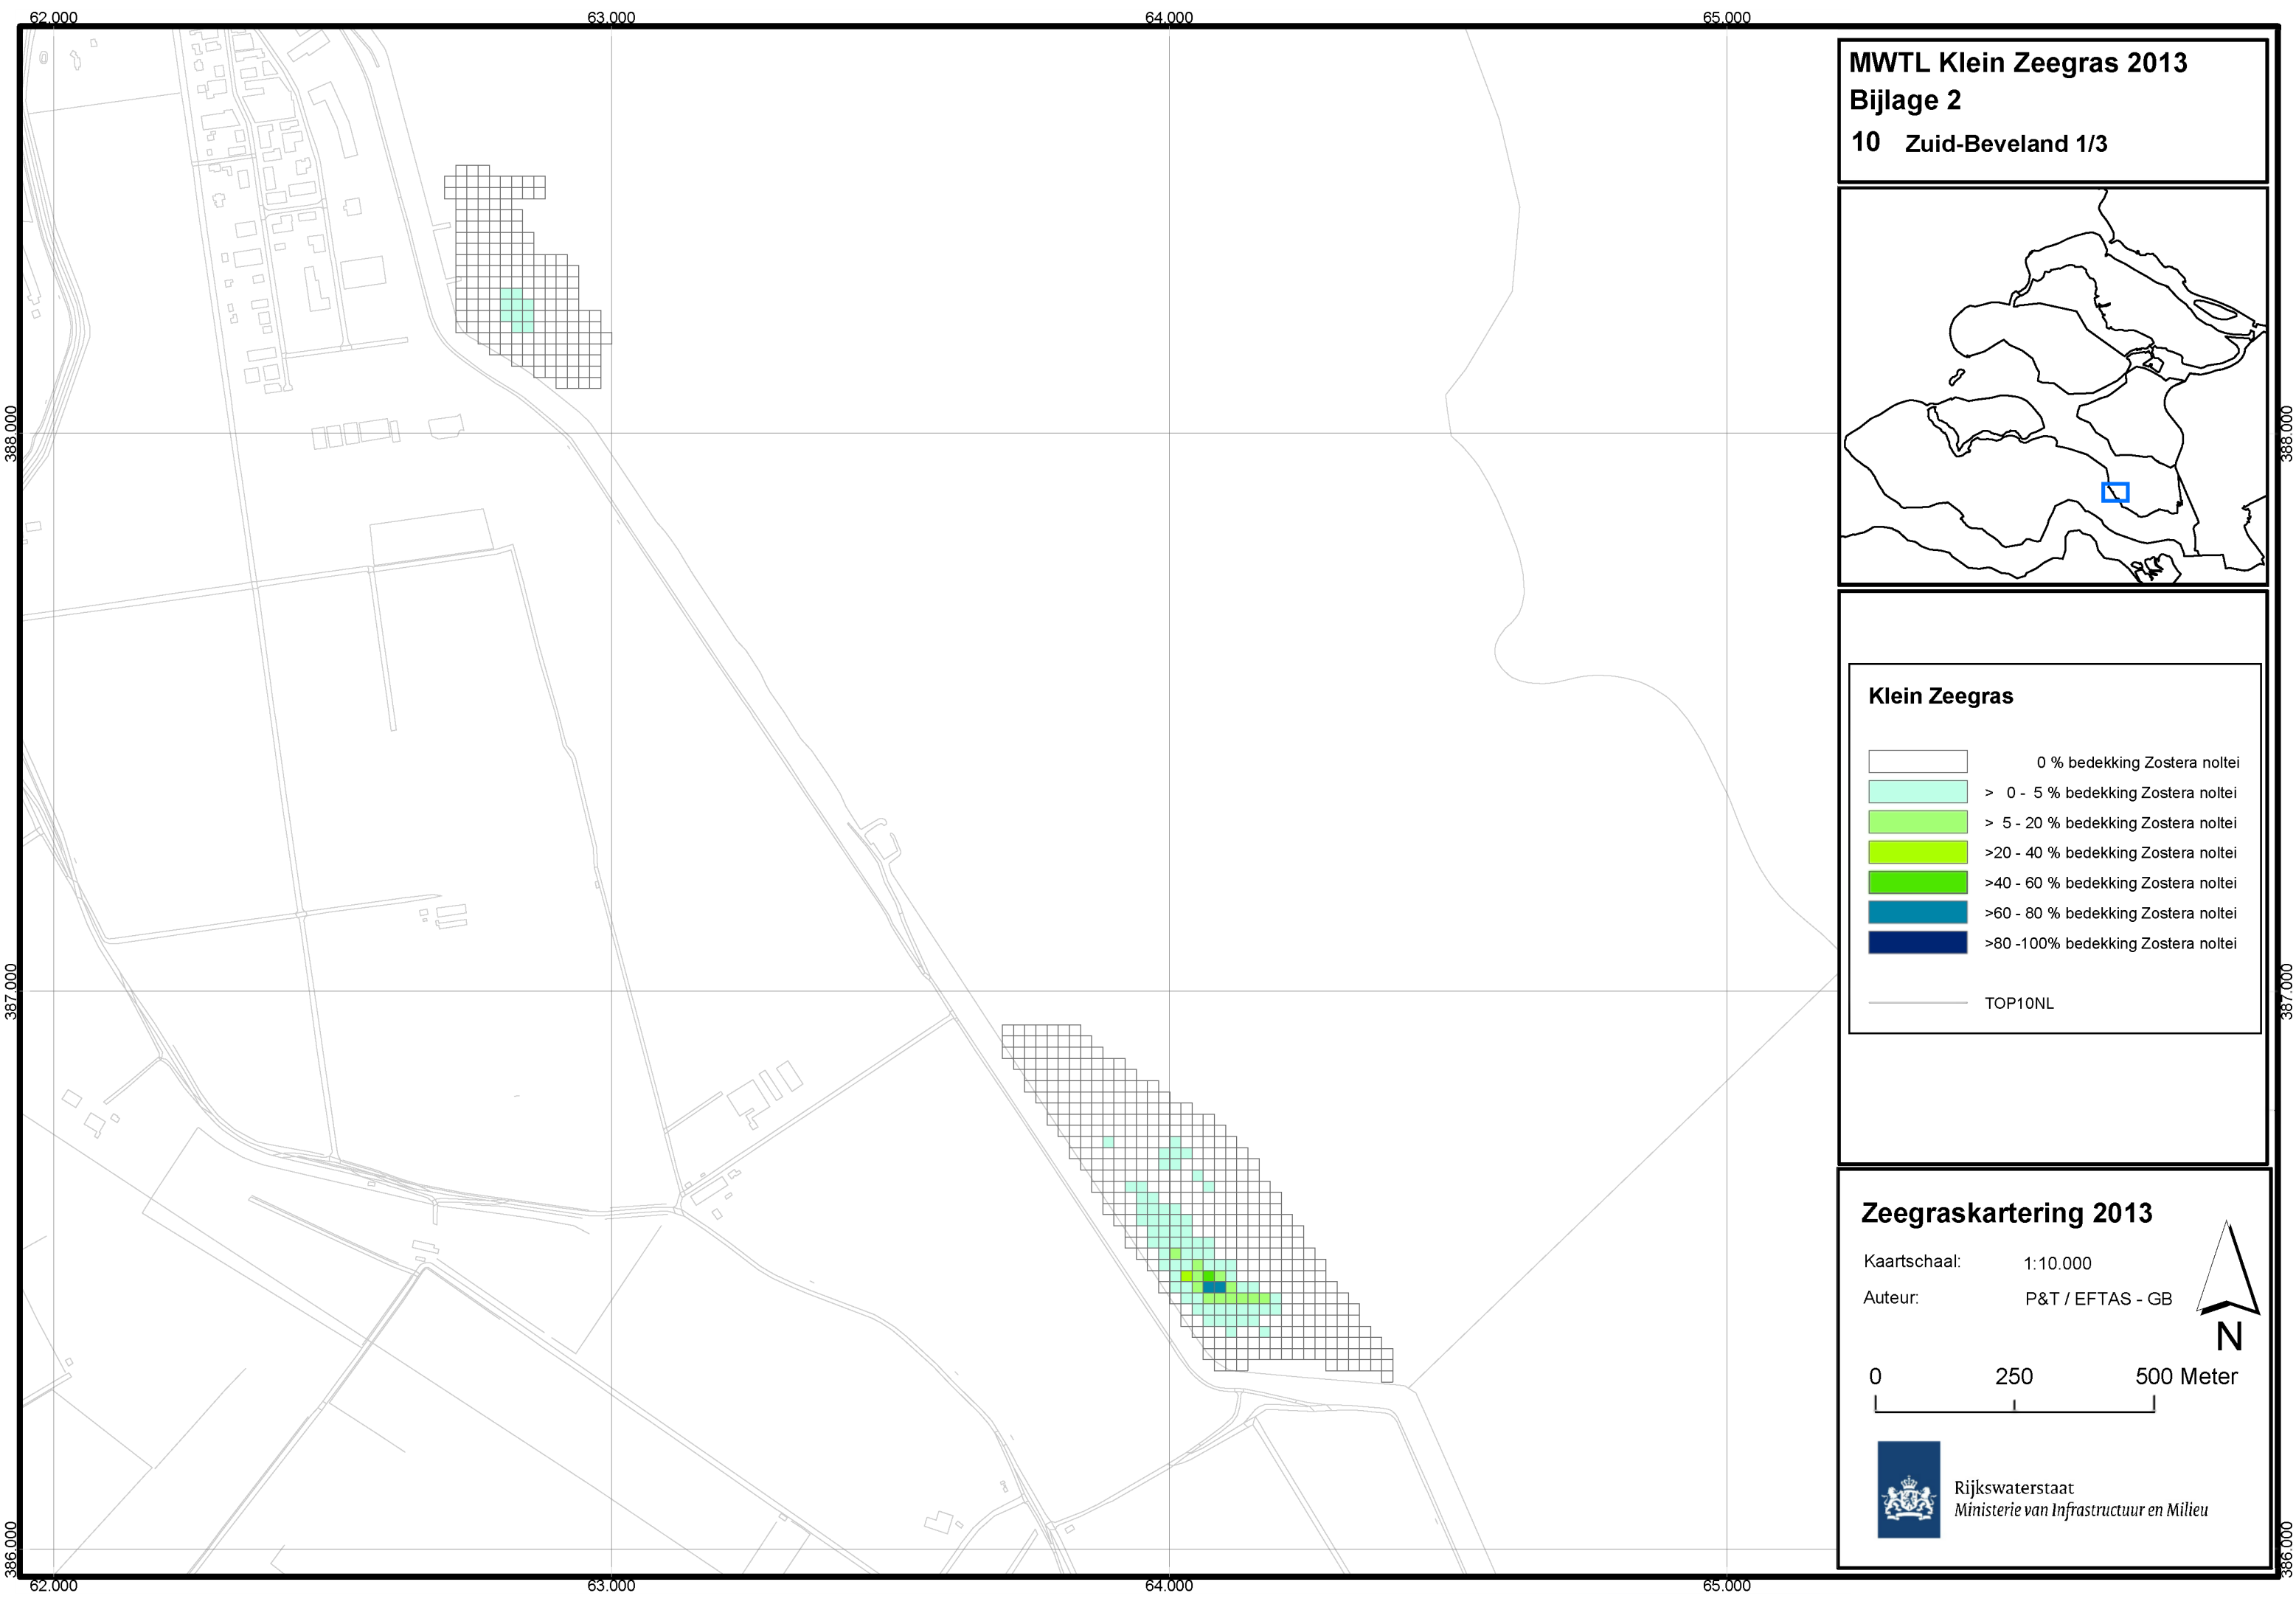 62.000 63.000 64.000 65.000
MWTL Klein Zeegras 2013
Bijlage 2
10 Zuid-Beveland 1/3
388.000 388.000
Klein Zeegras
0 % bedekking Zostera noltei
> 0 - 5 % bedekking Zostera noltei
> 5 - 20 % bedekking Zostera noltei
>20 - 40 % bedekking Zostera noltei
>40 - 60 % bedekking Zostera noltei
>60 - 80 % bedekking Zostera noltei
>80 -100% bedekking Zostera noltei
387.000 387.000
TOP10NL
Zeegraskartering 2013
Kaartschaal: 1:10.000
Auteur: P&T / EFTAS - GB
N
0 250 500 Meter
Rijkswaterstaat
Ministerie van Infrastructuur en Milieu
386.000 386.000
62.000 63.000 64.000 65.000